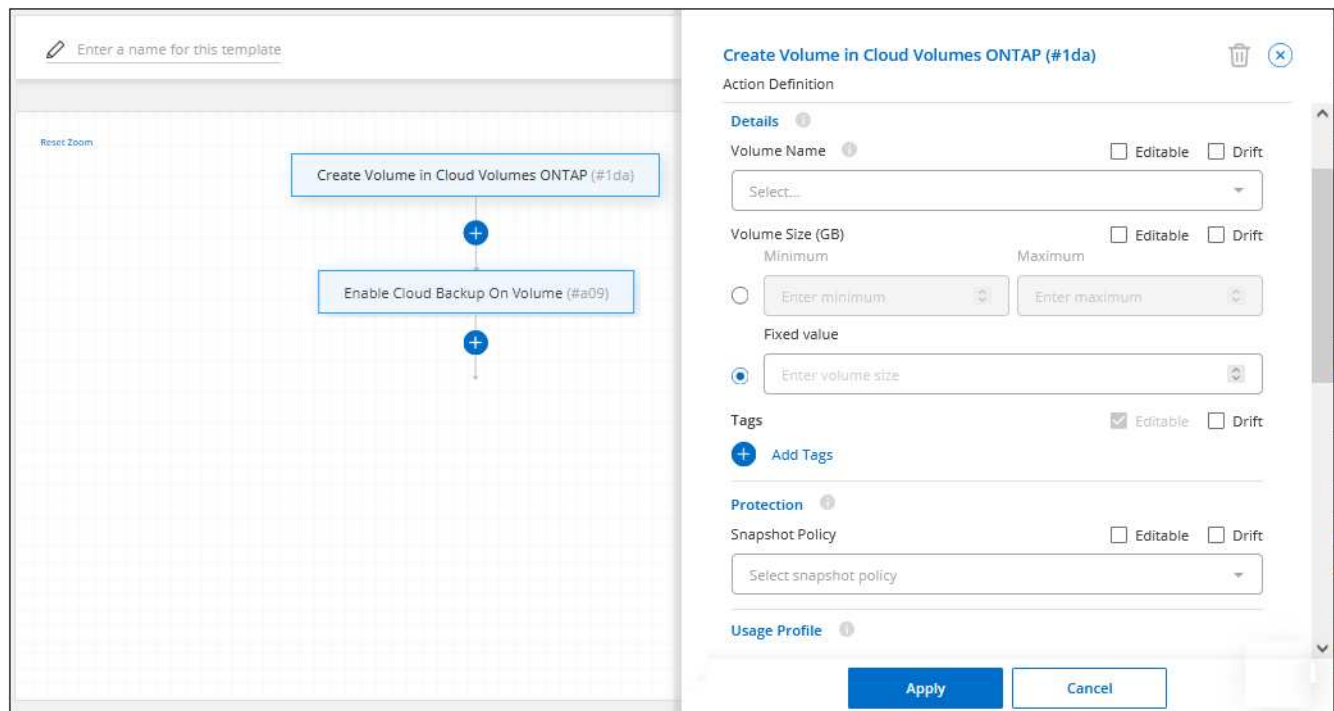 Enter a name for this template
Reset Zoom
Create Volume in Cloud Volumes ONTAP (#1da)
Enable Cloud Backup On Volume (#a09)
Create Volume in Cloud Volumes ONTAP (#1da)
Action Definition
Details
Volume Name Editable Drift
Select...
Volume Size (GB) Editable Drift
Minimum Maximum
Enter minimum Enter maximum
Fixed value
Enter volume size
Tags Editable Drift
Add Tags
Protection
Snapshot Policy Editable Drift
Select snapshot policy
Usage Profile
Apply Cancel